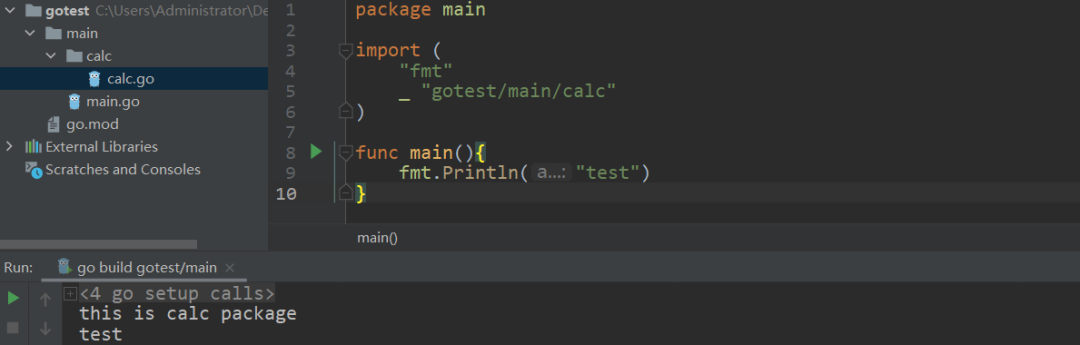 gotest C:\Users\Administrator\De
main
calc
calc.go
main.go
go.mod
External Libraries
Scratches and Consoles
1 package main
2
3 import (
4 "fmt"
5 _ "gotest/main/calc"
6 )
7
8 func main(){
9 fmt.Println( a...: "test")
10 }
main()
Run: go build gotest/main ×
<4 go setup calls>
this is calc package
test